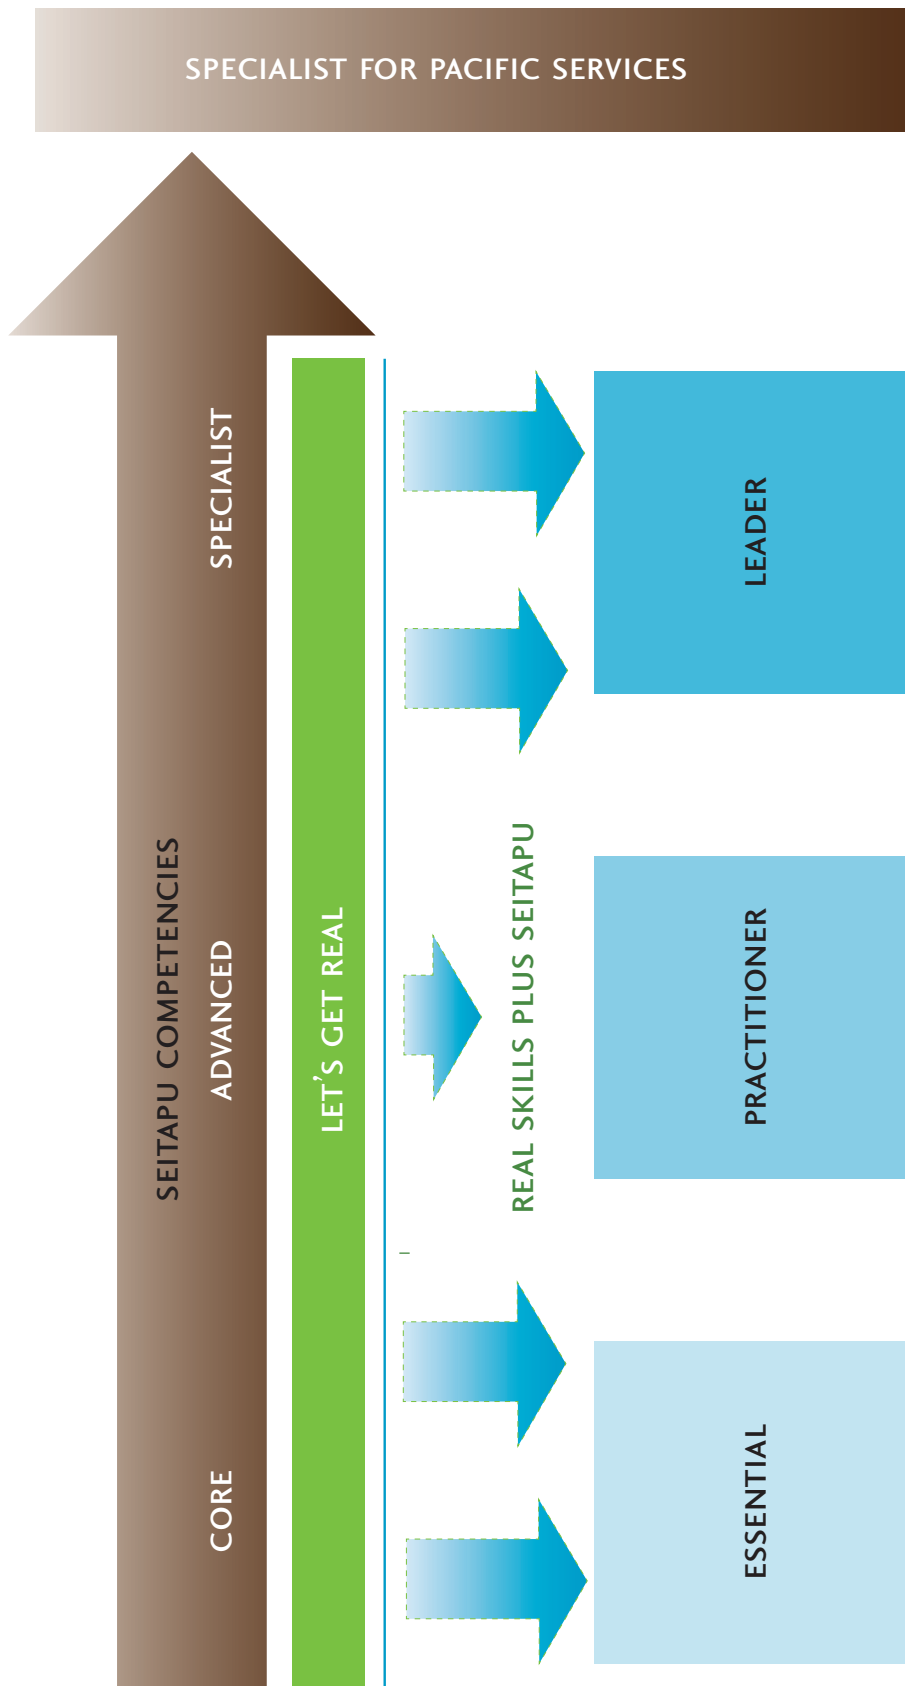 SPECIALIST FOR PACIFIC SERVICES
SEITAPU COMPETENCIES
CORE
ADVANCED
SPECIALIST
LET'S GET REAL
REAL SKILLS PLUS SEITAPU
ESSENTIAL
PRACTITIONER
LEADER